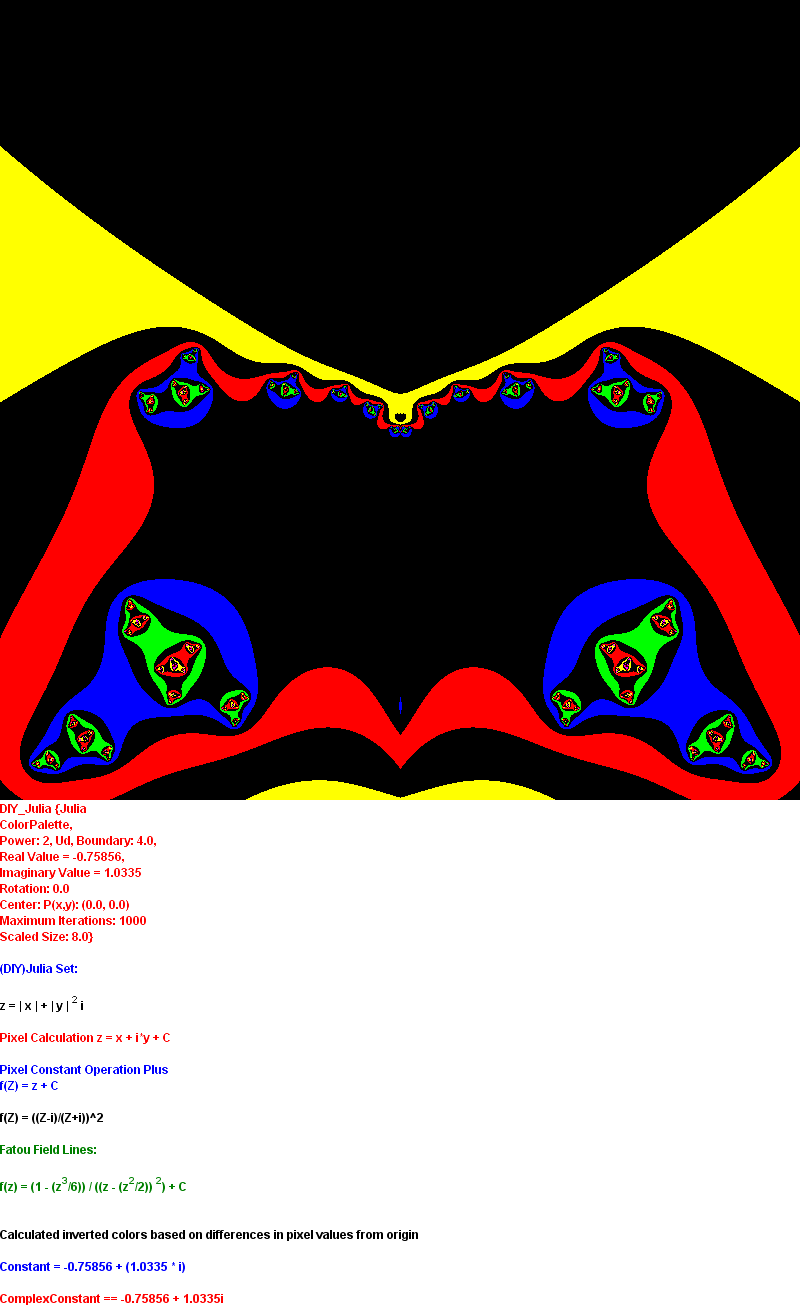 DIY_Julia {Julia
ColorPalette,
Power: 2, Ud, Boundary: 4.0,
Real Value = -0.75856,
Imaginary Value = 1.0335
Rotation: 0.0
Center: P(x,y): (0.0, 0.0)
Maximum Iterations: 1000
Scaled Size: 8.0}
(DIY)Julia Set:
z = | x | + | y | ² i
Pixel Calculation z = x + i*y + C
Pixel Constant Operation Plus
f(Z) = z + C
f(Z) = ((Z-i)/(Z+i))^2
Fatou Field Lines:
f(z) = (1 - (z³/6)) / ((z - (z²/2)) ²) + C
Calculated inverted colors based on differences in pixel values from origin
Constant = -0.75856 + (1.0335 * i)
ComplexConstant == -0.75856 + 1.0335i